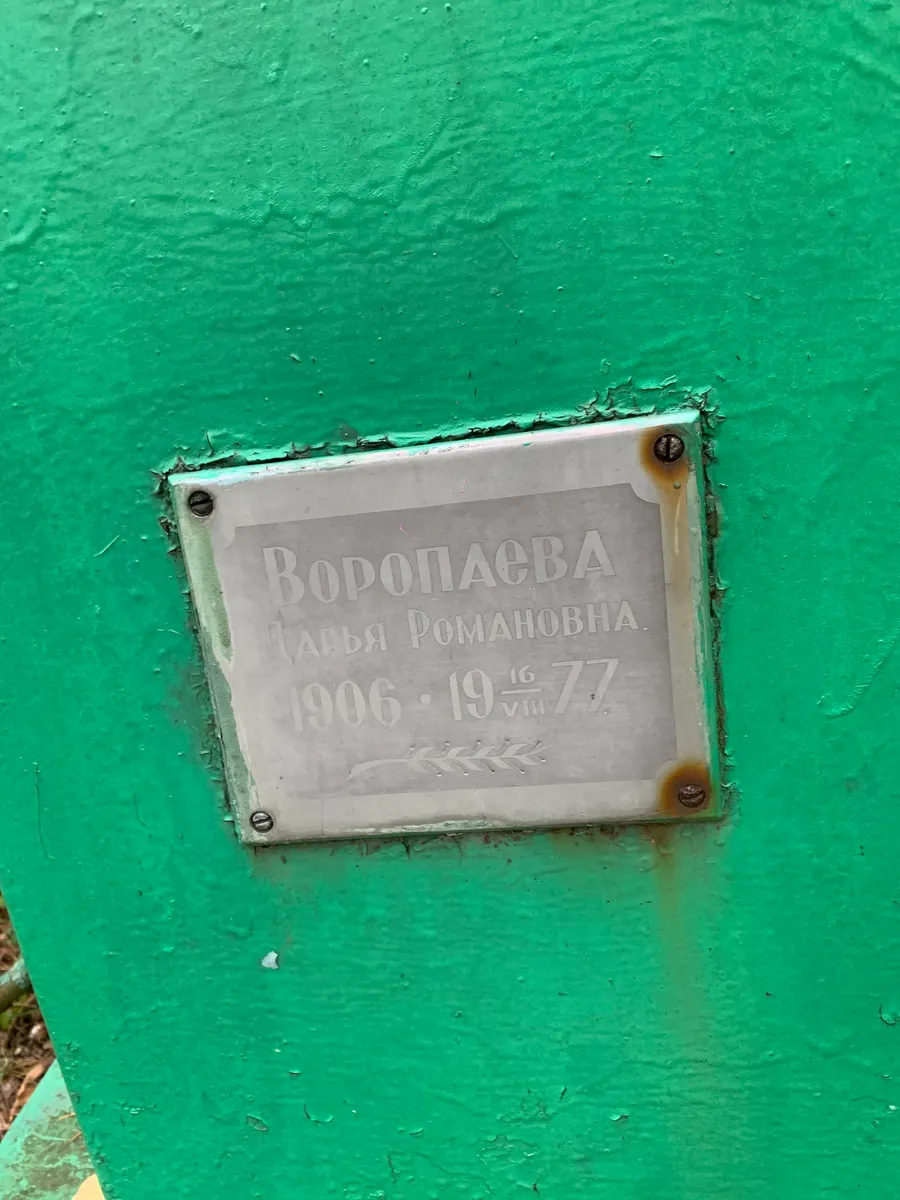 Воропаева
Дарья Романовна.
1906 · 19 16/VIII 77